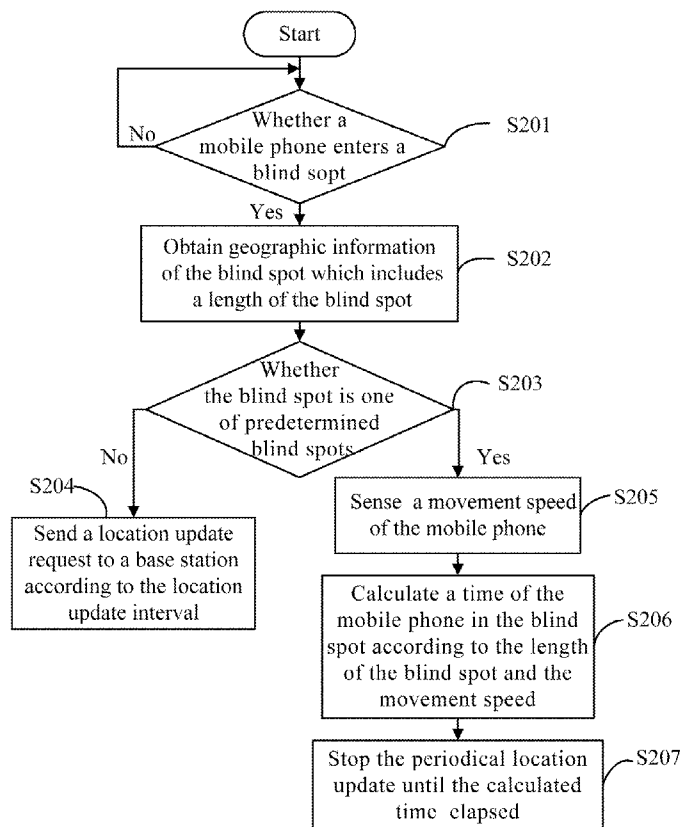 Start
Whether a
mobile phone enters a
blind sopt
S201
No
Yes
Obtain geographic information
of the blind spot which includes
a length of the blind spot
S202
Whether
the blind spot is one
of predetermined
blind spots
S203
No
Yes
S204
Send a location update
request to a base station
according to the location
update interval
Sense a movement speed
of the mobile phone
S205
Calculate a time of the
mobile phone in the blind
spot according to the length
of the blind spot and the
movement speed
S206
Stop the periodical location
update until the calculated
time elapsed
S207